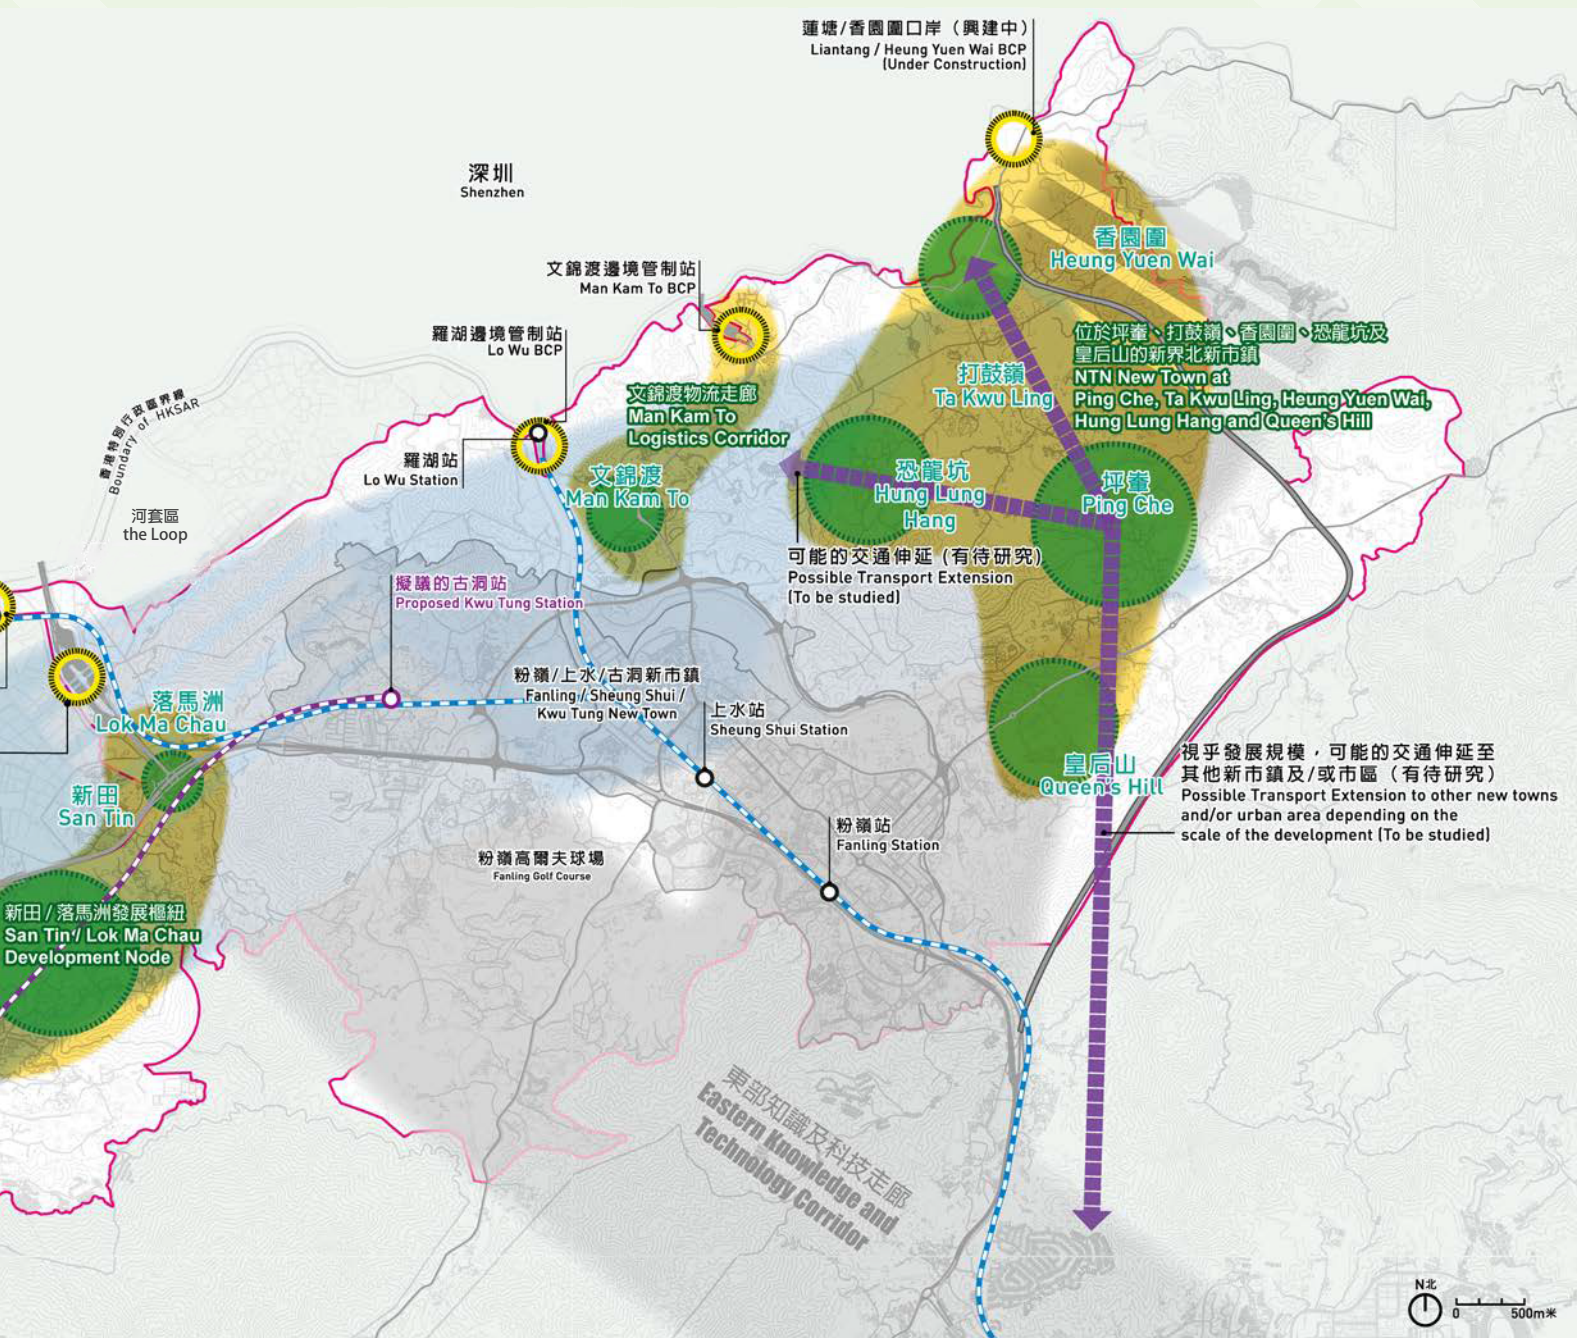 蓮塘/香園圍口岸（興建中）
Liantang / Heung Yuen Wai BCP
(Under Construction)
深圳
Shenzhen
香園圍
Heung Yuen Wai
文錦渡邊境管制站
Man Kam To BCP
羅湖邊境管制站
Lo Wu BCP
位於坪輋、打鼓嶺、香園圍、恐龍坑及
皇后山的新界北新市鎮
NTN New Town at
Ping Che, Ta Kwu Ling, Heung Yuen Wai,
Hung Lung Hang and Queen's Hill
打鼓嶺
Ta Kwu Ling
文錦渡物流走廊
Man Kam To
Logistics Corridor
香港特別行政區界線
Boundary of HKSAR
羅湖站
Lo Wu Station
文錦渡
Man Kam To
恐龍坑
Hung Lung
Hang
坪輋
Ping Che
河套區
the Loop
可能的交通伸延 (有待研究)
Possible Transport Extension
(To be studied)
擬議的古洞站
Proposed Kwu Tung Station
粉嶺/上水/古洞新市鎮
Fanling / Sheung Shui /
Kwu Tung New Town
落馬洲
Lok Ma Chau
上水站
Sheung Shui Station
皇后山
Queen's Hill
視乎發展規模，可能的交通伸延至
其他新市鎮及/或市區（有待研究）
Possible Transport Extension to other new towns
and/or urban area depending on the
scale of the development (To be studied)
新田
San Tin
粉嶺站
Fanling Station
粉嶺高爾夫球場
Fanling Golf Course
新田 / 落馬洲發展樞紐
San Tin / Lok Ma Chau
Development Node
東部知識及科技走廊
Eastern Knowledge and
Technology Corridor
N北
0 500m米